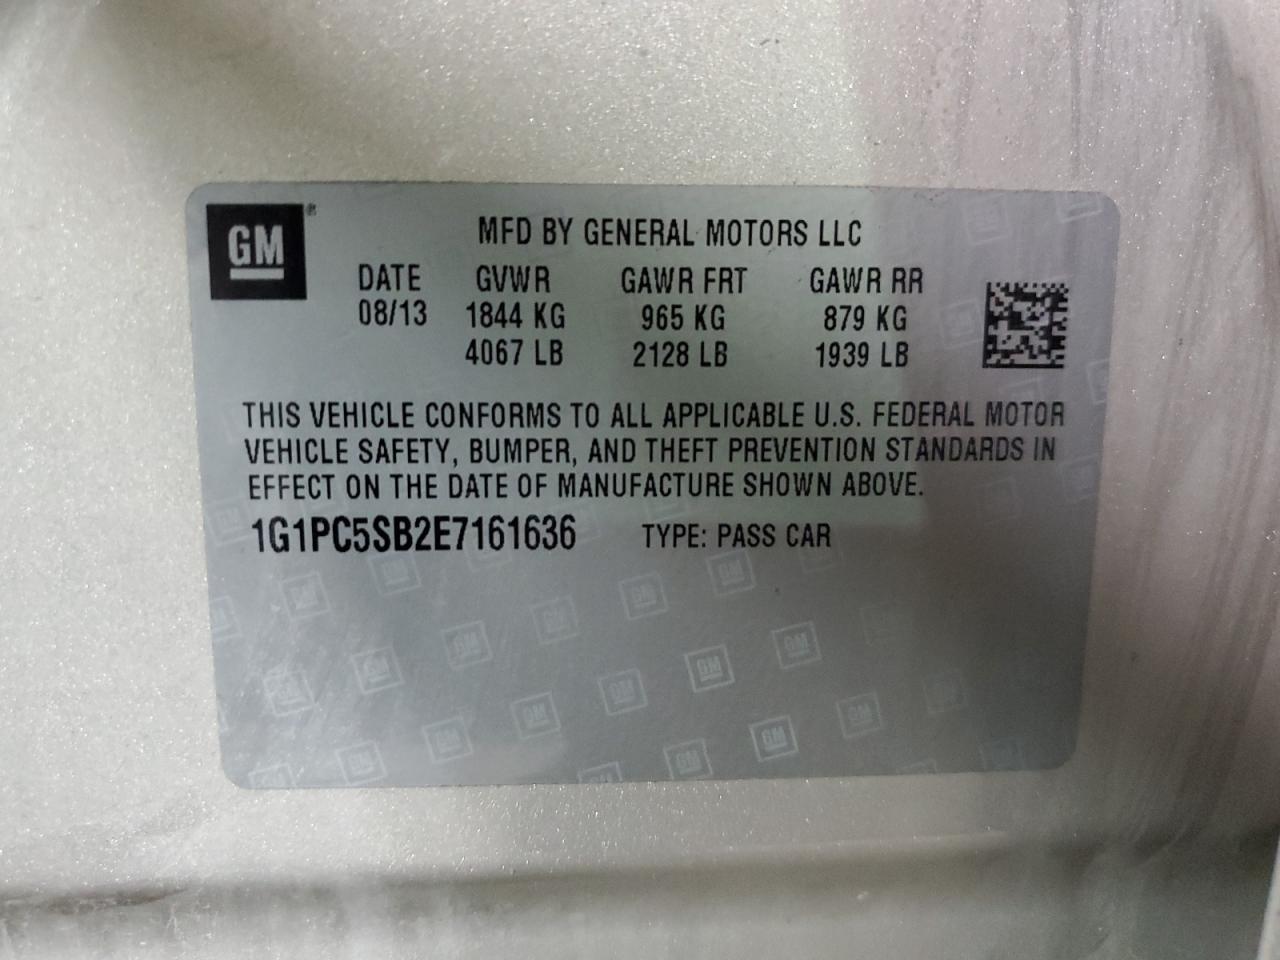 GM®
MFD BY GENERAL MOTORS LLC
DATE GVWR GAWR FRT GAWR RR
08/13 1844 KG 965 KG 879 KG
4067 LB 2128 LB 1939 LB
THIS VEHICLE CONFORMS TO ALL APPLICABLE U.S. FEDERAL MOTOR
VEHICLE SAFETY, BUMPER, AND THEFT PREVENTION STANDARDS IN
EFFECT ON THE DATE OF MANUFACTURE SHOWN ABOVE.
1G1PC5SB2E7161636 TYPE: PASS CAR